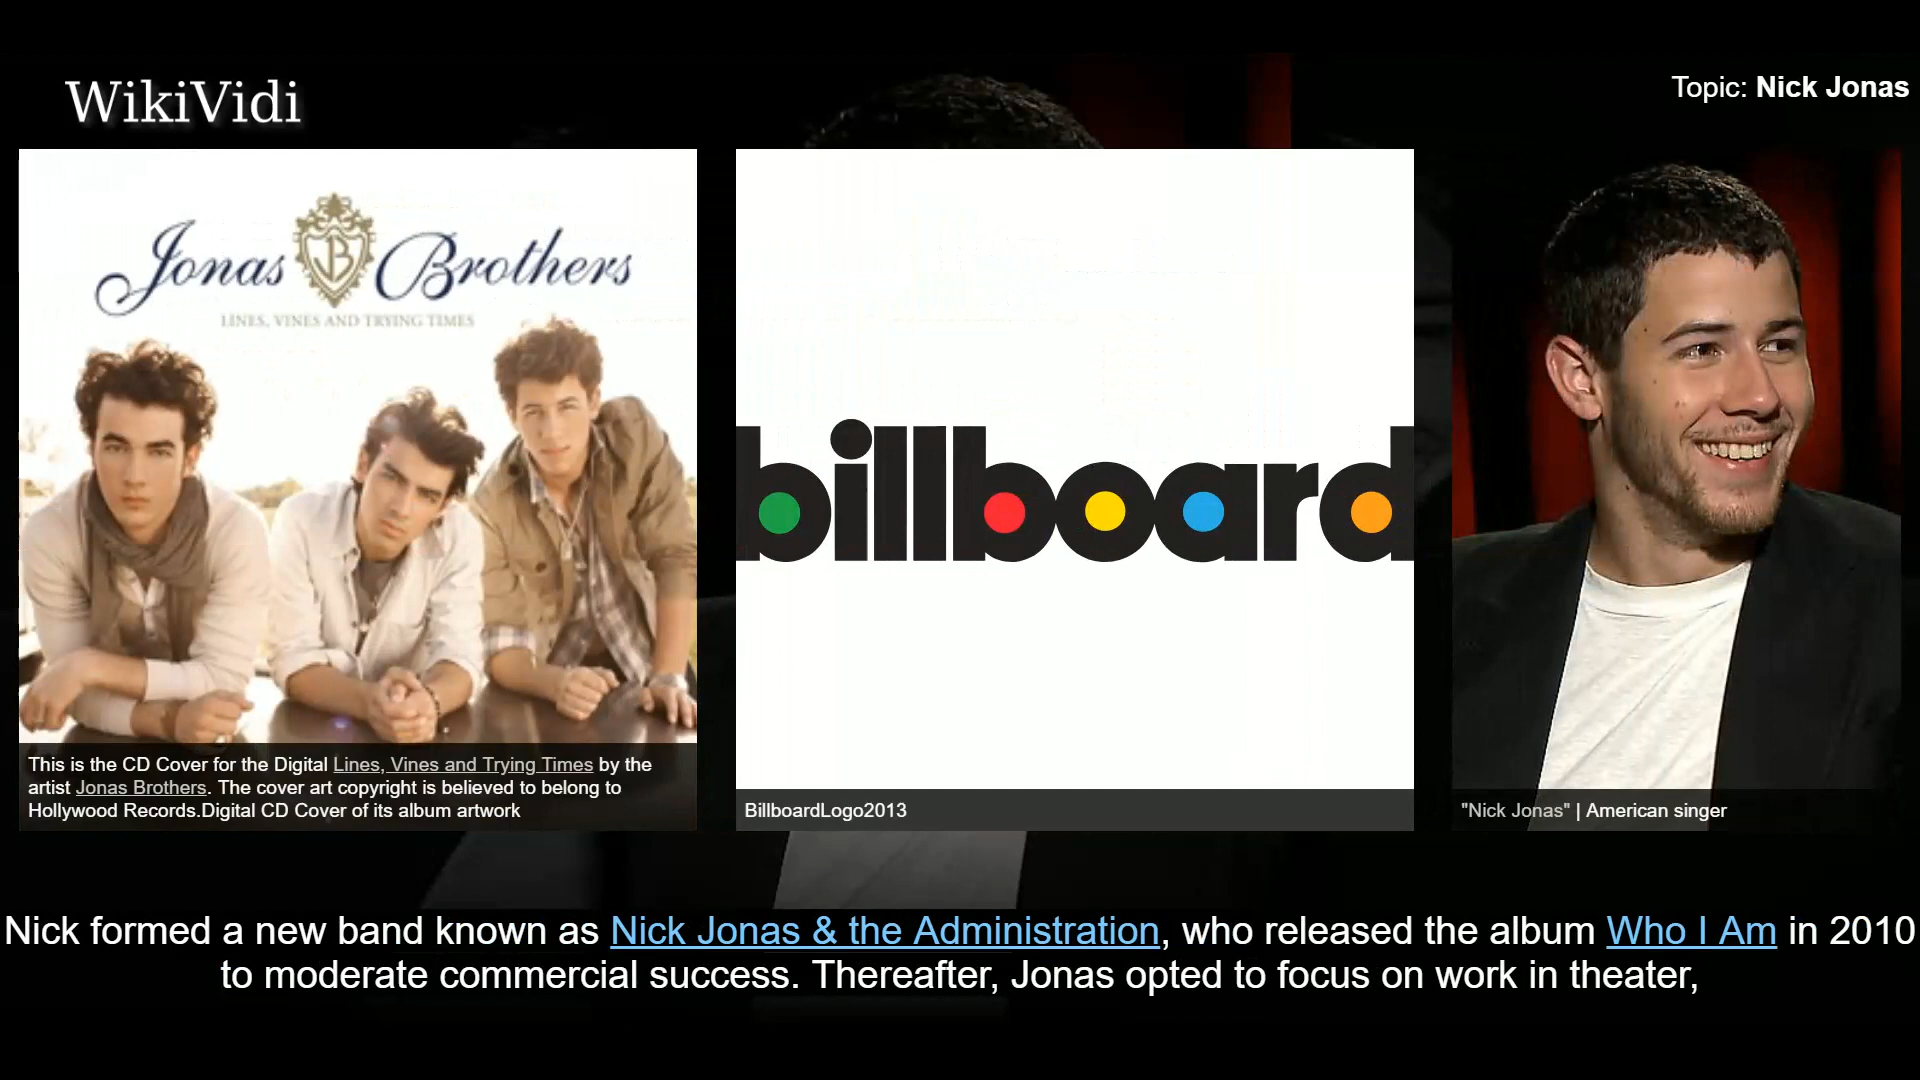 WikiVidi
Topic: Nick Jonas
Jonas JB Brothers
LINES, VINES AND TRYING TIMES
This is the CD Cover for the Digital Lines, Vines and Trying Times by the
artist Jonas Brothers. The cover art copyright is believed to belong to
Hollywood Records.Digital CD Cover of its album artwork
billboard
BillboardLogo2013
"Nick Jonas" | American singer
Nick formed a new band known as Nick Jonas & the Administration, who released the album Who I Am in 2010
to moderate commercial success. Thereafter, Jonas opted to focus on work in theater,